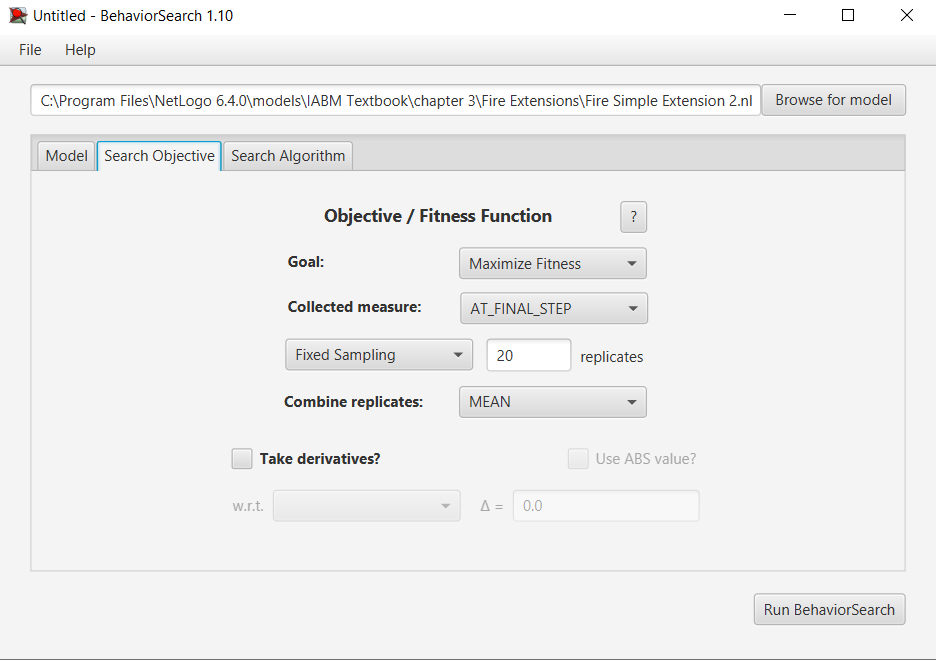 Untitled - BehaviorSearch 1.10
File Help
C:\Program Files\NetLogo 6.4.0\models\IABM Textbook\chapter 3\Fire Extensions\Fire Simple Extension 2.nl Browse for model
Model Search Objective Search Algorithm
Objective / Fitness Function ?
Goal: Maximize Fitness
Collected measure: AT_FINAL_STEP
Fixed Sampling 20 replicates
Combine replicates: MEAN
Take derivatives? Use ABS value?
w.r.t. Δ = 0.0
Run BehaviorSearch